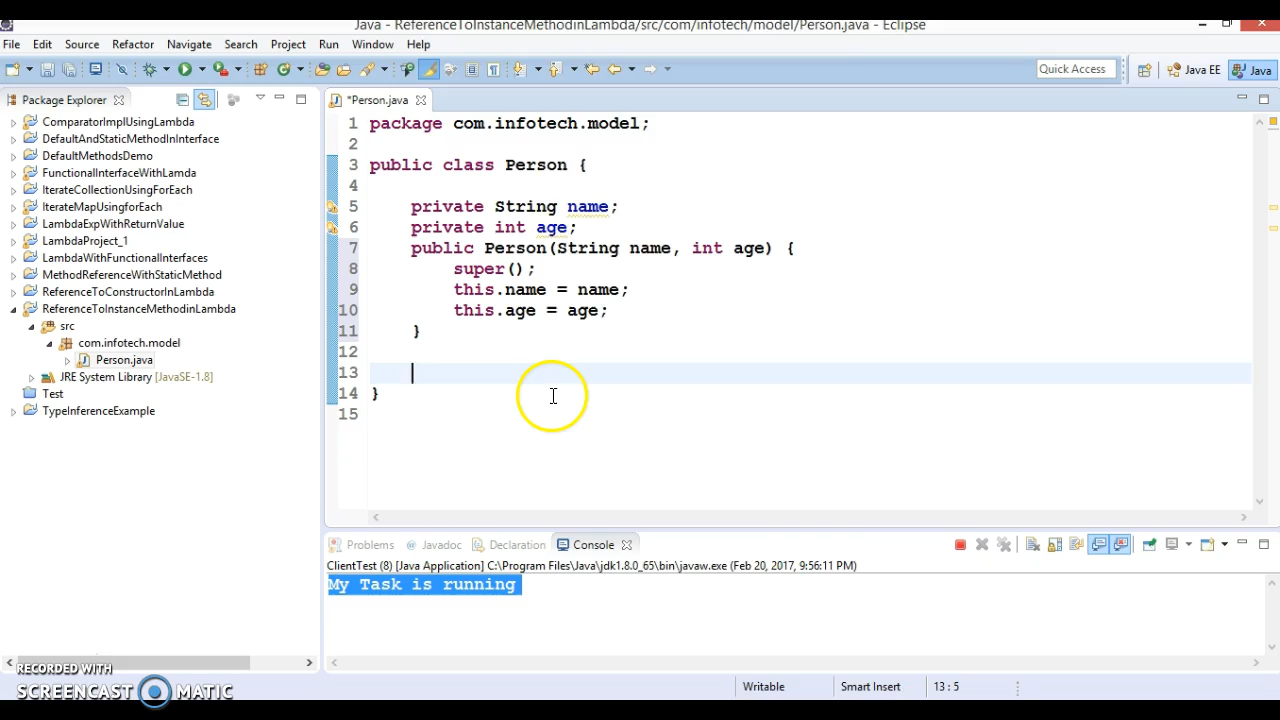 Java - ReferenceToInstanceMethodinLambda/src/com/infotech/model/Person.java - Eclipse
File Edit Source Refactor Navigate Search Project Run Window Help
Quick Access Java EE Java
Package Explorer
ComparatorImplUsingLambda
DefaultAndStaticMethodInInterface
DefaultMethodsDemo
FunctionalInterfaceWithLamda
IterateCollectionUsingForEach
IterateMapUsingforEach
LambdaExpWithReturnValue
LambdaProject_1
LambdaWithFunctionalInterfaces
MethodReferenceWithStaticMethod
ReferenceToConstructorInLambda
ReferenceToInstanceMethodinLambda
src
com.infotech.model
Person.java
JRE System Library [JavaSE-1.8]
Test
TypeInferenceExample
*Person.java
1 package com.infotech.model;
2
3 public class Person {
4
5 private String name;
6 private int age;
7 public Person(String name, int age) {
8 super();
9 this.name = name;
10 this.age = age;
11 }
12
13
14 }
15
Problems @ Javadoc Declaration Console
ClientTest (8) [Java Application] C:\Program Files\Java\jdk1.8.0_65\bin\javaw.exe (Feb 20, 2017, 9:56:11 PM)
My Task is running
Writable Smart Insert 13 : 5
RECORDED WITH
SCREENCAST MATIC